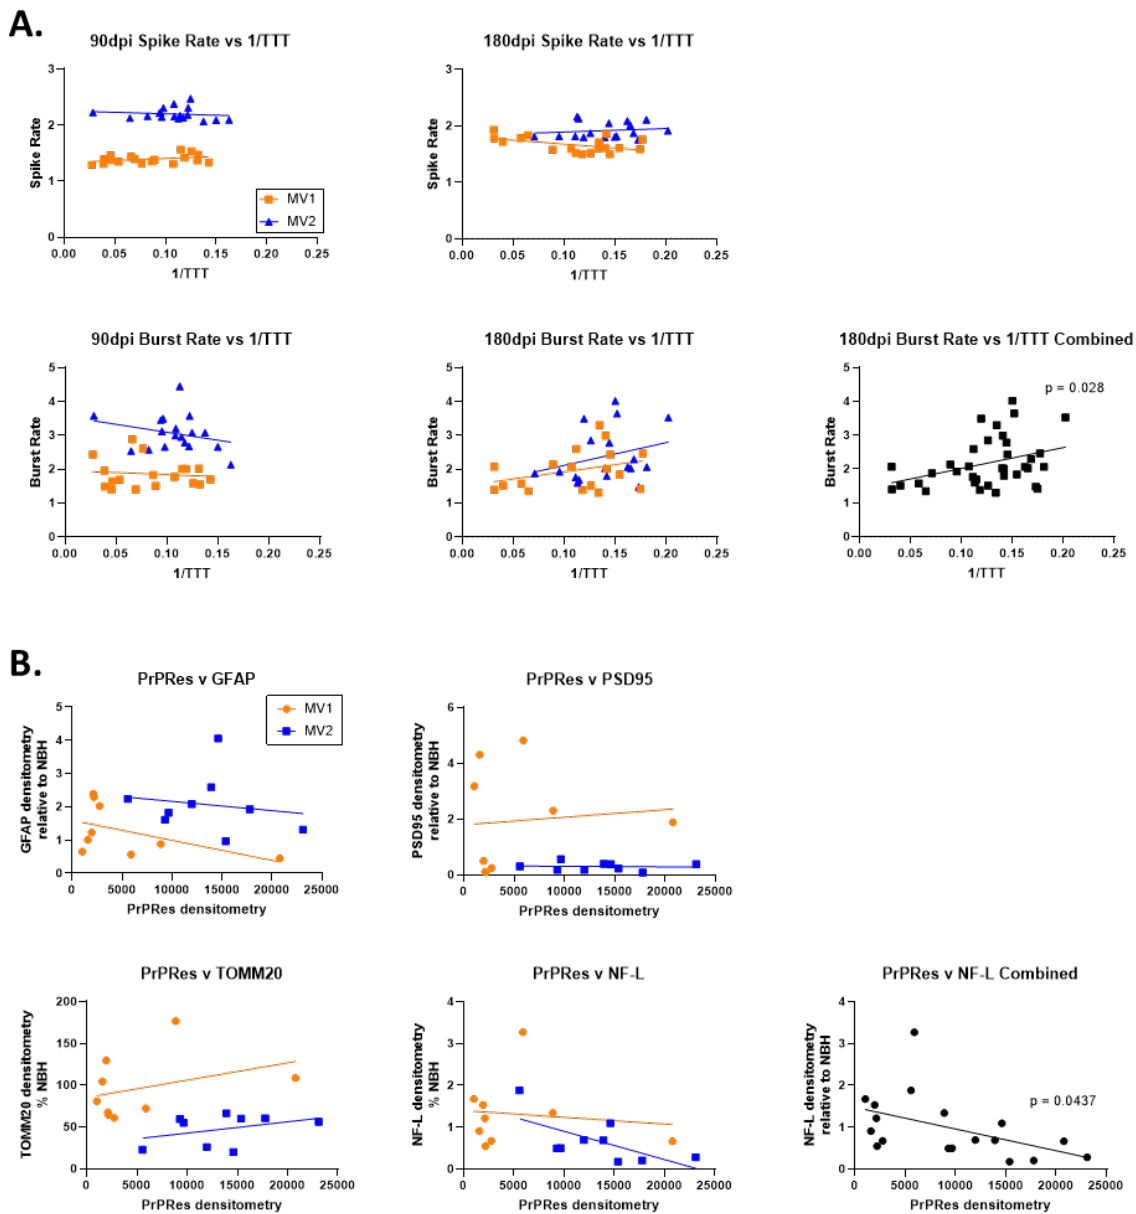 A.
90dpi Spike Rate vs 1/TTT
Spike Rate
3
2
1
0
0.00 0.05 0.10 0.15 0.20 0.25
1/TTT
MV1
MV2
180dpi Spike Rate vs 1/TTT
Spike Rate
3
2
1
0
0.00 0.05 0.10 0.15 0.20 0.25
1/TTT
90dpi Burst Rate vs 1/TTT
Burst Rate
5
4
3
2
1
0
0.00 0.05 0.10 0.15 0.20 0.25
1/TTT
180dpi Burst Rate vs 1/TTT
Burst Rate
5
4
3
2
1
0
0.00 0.05 0.10 0.15 0.20 0.25
1/TTT
180dpi Burst Rate vs 1/TTT Combined
Burst Rate
5
4
3
2
1
0
p = 0.028
0.00 0.05 0.10 0.15 0.20 0.25
1/TTT
B.
PrPRes v GFAP
GFAP densitometry
relative to NBH
5
4
3
2
1
0
0 5000 10000 15000 20000 25000
PrPRes densitometry
MV1
MV2
PrPRes v PSD95
PSD95 densitometry
relative to NBH
6
4
2
0
0 5000 10000 15000 20000 25000
PrPRes densitometry
PrPRes v TOMM20
TOMM20 densitometry
% NBH
200
150
100
50
0
0 5000 10000 15000 20000 25000
PrPRes densitometry
PrPRes v NF-L
NF-L densitometry
% NBH
4
3
2
1
0
0 5000 10000 15000 20000 25000
PrPRes densitometry
PrPRes v NF-L Combined
NF-L densitometry
relative to NBH
4
3
2
1
0
p = 0.0437
0 5000 10000 15000 20000 25000
PrPRes densitometry